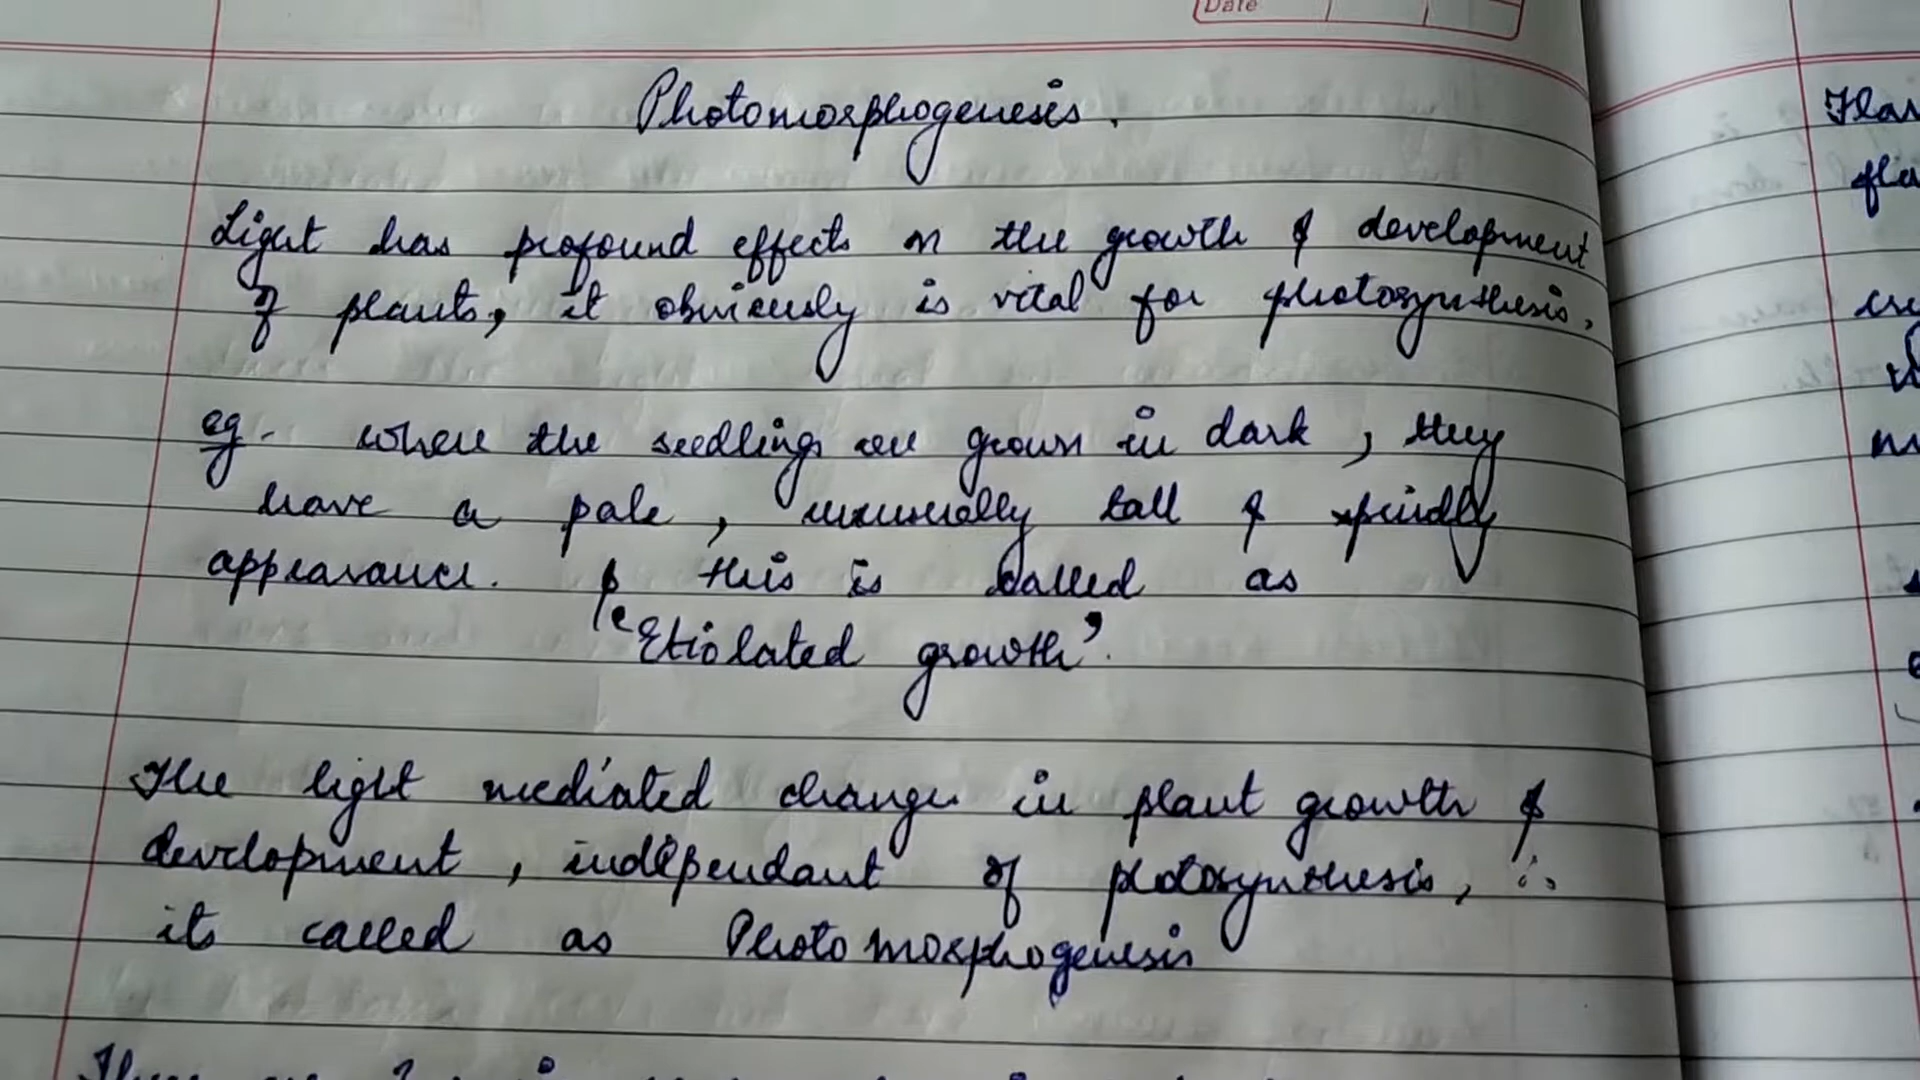 Date
Photomorphogenesis.
Light has profound effects on the growth & development
of plants, it obviously is vital for photosynthesis.
eg - where the seedlings are grown in dark, they
have a pale, unusually tall & spindly
appearance. & this is called as
"Etiolated growth".
The light mediated changes in plant growth &
development, independant of photosynthesis, ∴
its called as Photomorphogenesis